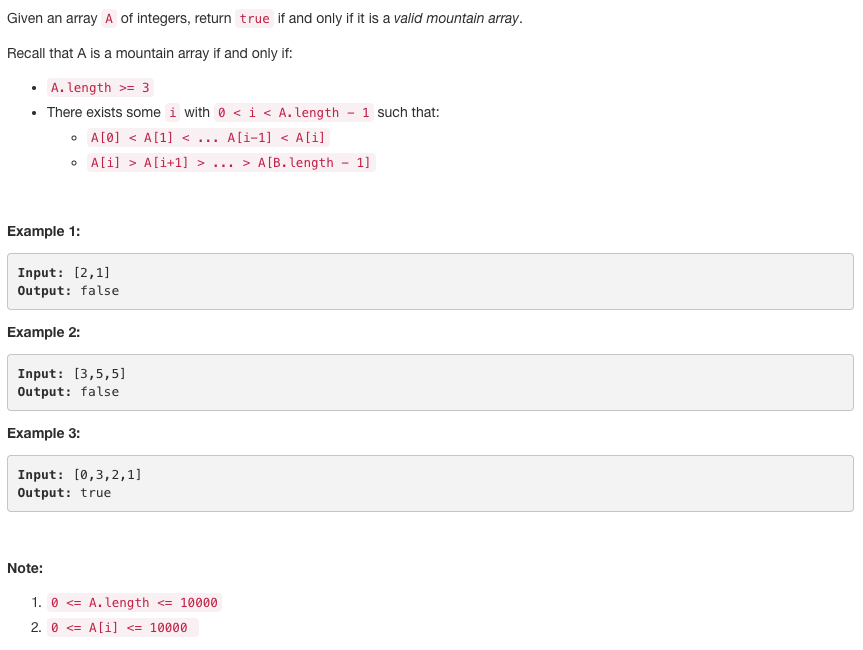 Given an array A of integers, return true if and only if it is a valid mountain array.
Recall that A is a mountain array if and only if:
• A.length >= 3
• There exists some i with 0 < i < A.length - 1 such that:
◦ A[0] < A[1] < ... A[i-1] < A[i]
◦ A[i] > A[i+1] > ... > A[B.length - 1]
Example 1:
Input: [2,1]
Output: false
Example 2:
Input: [3,5,5]
Output: false
Example 3:
Input: [0,3,2,1]
Output: true
Note:
1. 0 <= A.length <= 10000
2. 0 <= A[i] <= 10000